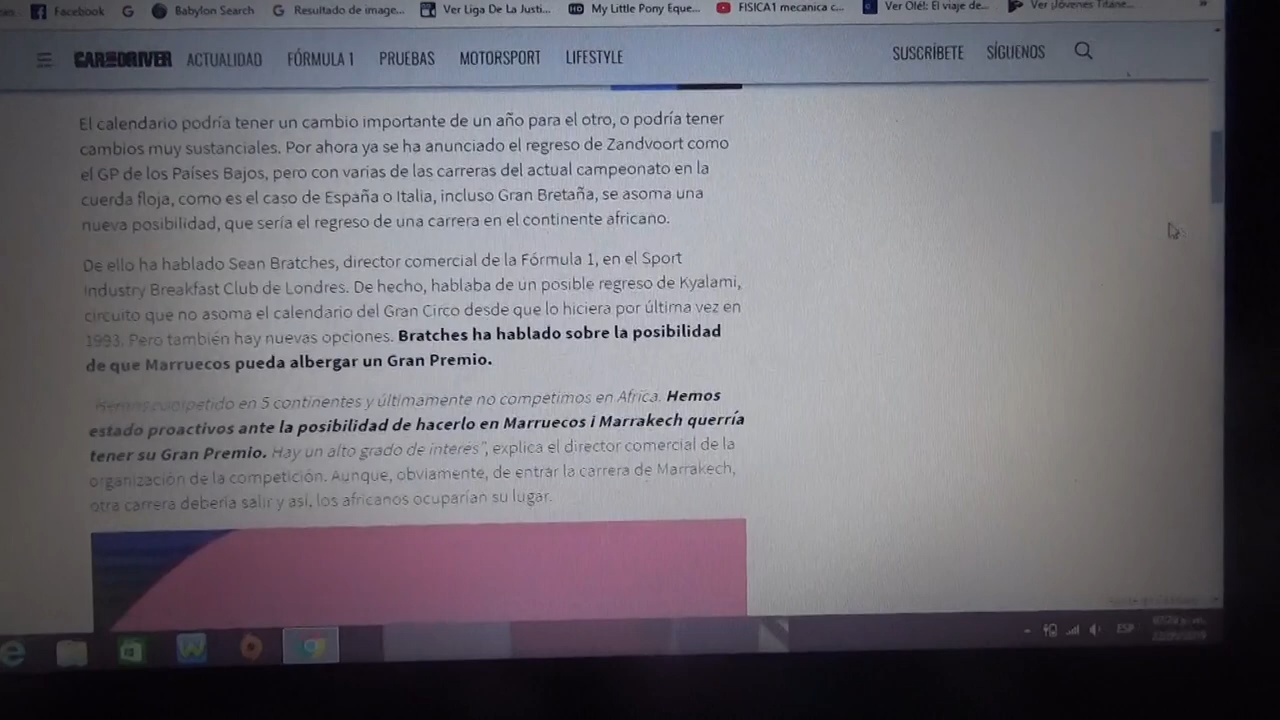 Facebook
G
Babylon Search
G Resultado de image...
Ver Liga De La Justi...
HD My Little Pony Eque...
FISICA1 mecanica c...
Ver Olé!: El viaje de...
Ver ¡Jóvenes Titane...
»
CAR AND DRIVER ACTUALIDAD FÓRMULA 1 PRUEBAS MOTORSPORT LIFESTYLE SUSCRÍBETE SÍGUENOS
El calendario podría tener un cambio importante de un año para el otro, o podría tener
cambios muy sustanciales. Por ahora ya se ha anunciado el regreso de Zandvoort como
el GP de los Países Bajos, pero con varias de las carreras del actual campeonato en la
cuerda floja, como es el caso de España o Italia, incluso Gran Bretaña, se asoma una
nueva posibilidad, que sería el regreso de una carrera en el continente africano.
De ello ha hablado Sean Bratches, director comercial de la Fórmula 1, en el Sport
Industry Breakfast Club de Londres. De hecho, hablaba de un posible regreso de Kyalami,
circuito que no asoma el calendario del Gran Circo desde que lo hiciera por última vez en
1993. Pero también hay nuevas opciones. Bratches ha hablado sobre la posibilidad
de que Marruecos pueda albergar un Gran Premio.
"Hemos competido en 5 continentes y últimamente no competimos en África. Hemos
estado proactivos ante la posibilidad de hacerlo en Marruecos i Marrakech querría
tener su Gran Premio. Hay un alto grado de interés", explica el director comercial de la
organización de la competición. Aunque, obviamente, de entrar la carrera de Marrakech,
otra carrera debería salir y así, los africanos ocuparían su lugar.
ESP